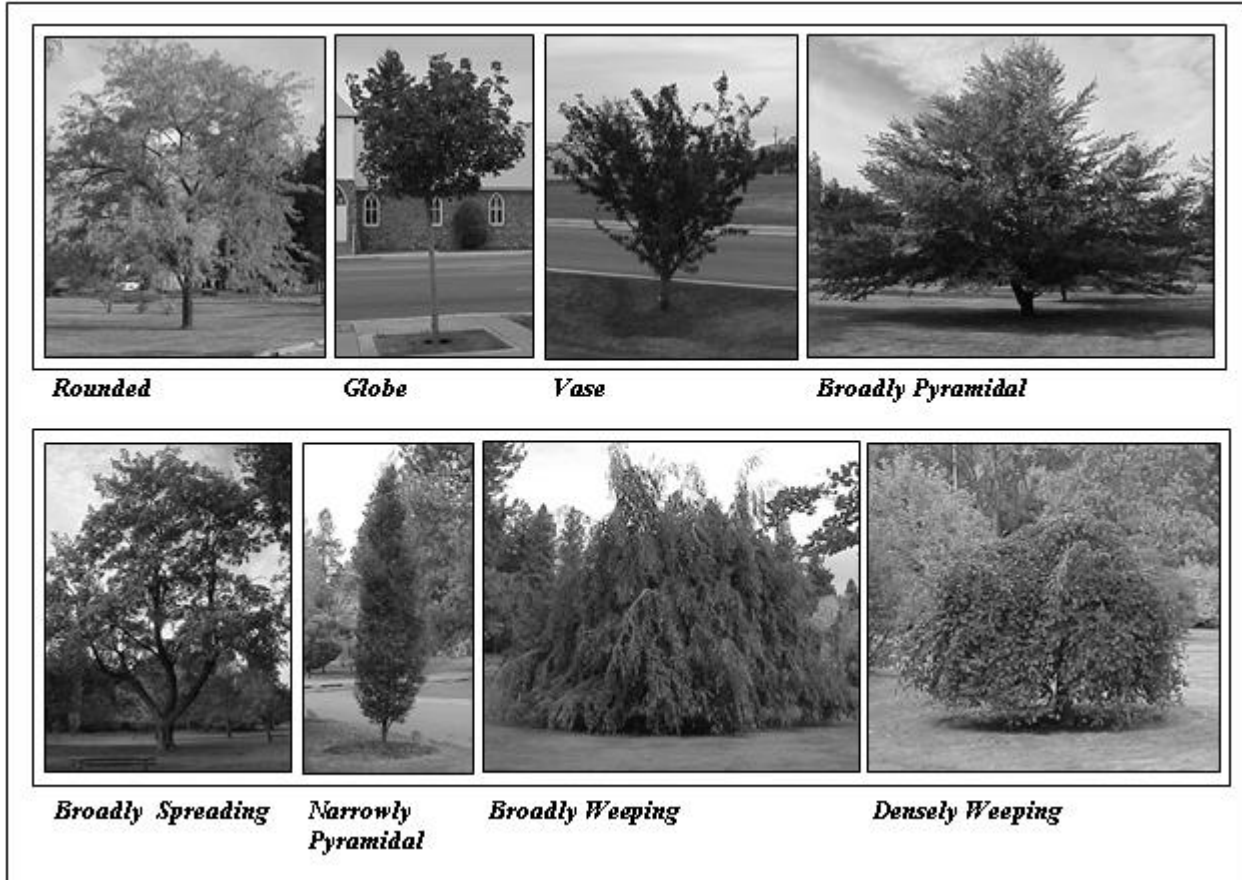 Rounded
Globe
Vase
Broadly Pyramidal
Broadly Spreading
Narrowly
Pyramidal
Broadly Weeping
Densely Weeping